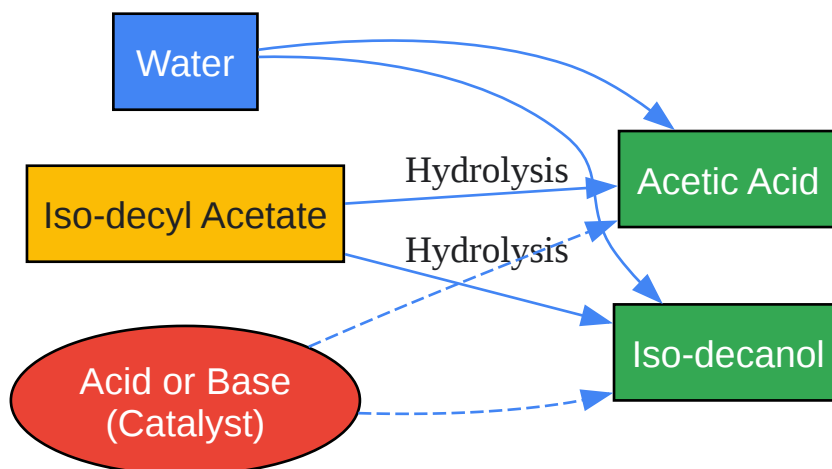 Water
Hydrolysis
Acetic Acid
Iso-decyl Acetate
Hydrolysis
Iso-decanol
Acid or Base
(Catalyst)